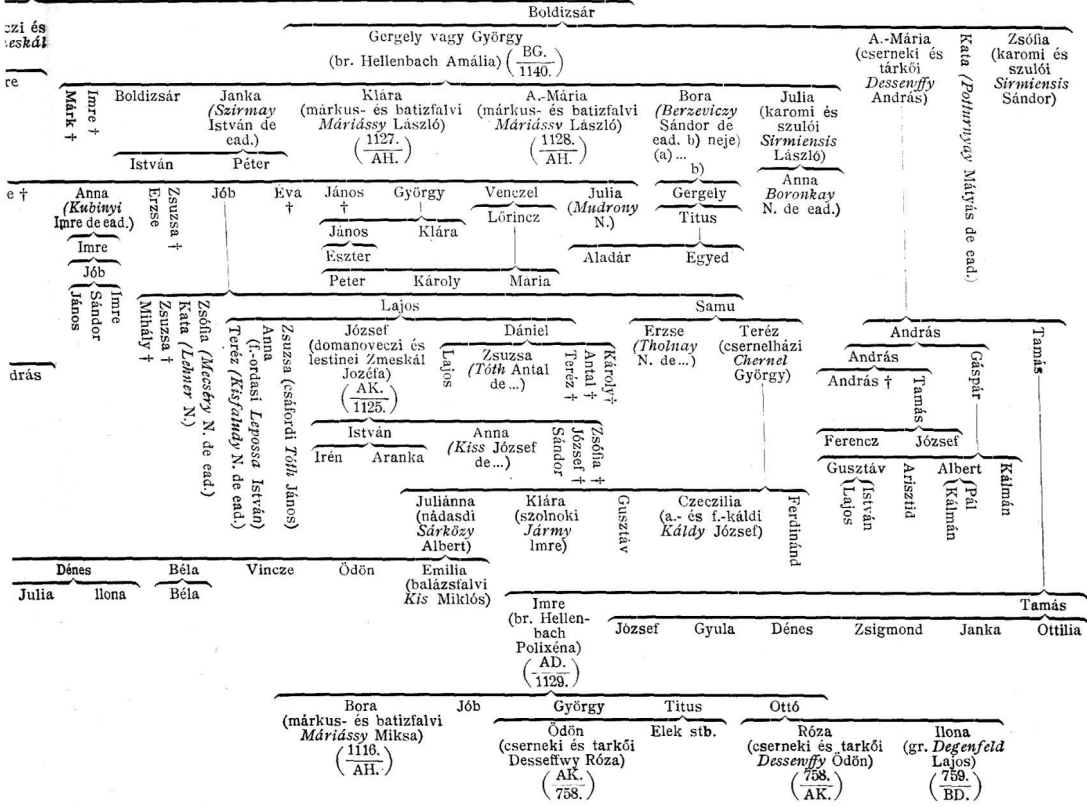 Boldizsár
czi és
eskál
Gergely vagy György
(br. Hellenbach Amália) (BG. 1140.)
A.-Mária
(cserneki és
tárkői
Dessewffy
András)
Kata (Potturnyay Mátyás de ead.)
Zsófia
(karomi és
szulói
Sirmiensis
Sándor)
re
Márk †
Imre †
Boldizsár
Janka
(Szirmay
István de
ead.)
Klára
(márkus- és batizfalvi
Máriássy László)
(1127. AH.)
A.-Mária
(márkus- és batizfalvi
Máriássy László)
(1128. AH.)
Bora
(Berzeviczy
Sándor de
ead. b) neje)
(a) ...
b)
Julia
(karomi és
szulói
Sirmiensis
László)
István Péter
Gergely
Anna
Boronkay
N. de ead.)
e †
Anna
(Kubinyi
Imre de ead.)
Erzse
Zsuzsa †
Jób
Éva
†
János
†
György
Venczel
Julia
(Mudrony
N.)
Titus
Imre
János Klára
Lőrincz
Aladár Egyed
Jób
Eszter
János
Sándor
Imre
Peter Károly Maria
Lajos Samu
Mihály †
Zsuzsa †
Kata (Lehner N.)
Zsófia (Mecséry N. de ead.)
Teréz (Kisfaludy N. de ead.)
Anna
(f.-ordasi Lepossa István)
Zsuzsa (csáfordi Tóth János)
József
(domanoveczi és
lestinei Zmeskál
Jozéfa)
(AK. 1125.)
Dániel
Lajos
Zsuzsa
(Tóth Antal
de...)
Teréz †
Antal †
Károly †
Erzse
(Tholnay
N. de...)
Teréz
(csernelházi
Chernel
György)
András
Tamás
András
Gáspár
András †
Tamás
drás
István
Anna
(Kiss József
de...)
Sándor
József †
Zsófia †
Irén Aranka
Ferencz József
Gusztáv
Arisztid
Albert
Kálmán
Lajos
István
Kálmán
Pál
Juliánna
(nádasdi
Sárközy
Albert)
Klára
(szolnoki
Jármy
Imre)
Gusztáv
Czeczilia
(a.- és f.-káldi
Káldy József)
Ferdinánd
Dénes Béla Vincze Ödön Emilia
(balázsfalvi
Kis Miklós)
Julia Ilona Béla
Imre
(br. Hellen-
bach
Polixéna)
(AD. 1129.)
Tamás
József Gyula Dénes Zsigmond Janka Ottilia
Bora
(márkus- és batizfalvi
Máriássy Miksa)
(1116. AH.)
Jób György Titus Ottó
Ödön
(cserneki és tarkői
Desseffwy Róza)
(AK. 758.)
Elek stb.
Róza
(cserneki és tarkői
Dessewffy Ödön)
(758. AK.)
Ilona
(gr. Degenfeld
Lajos)
(759. BD.)